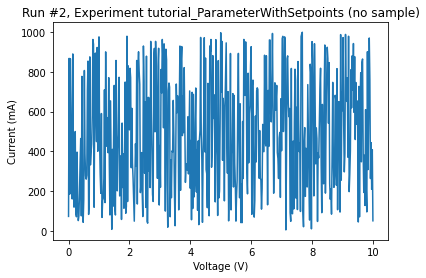 Run #2, Experiment tutorial_ParameterWithSetpoints (no sample)
1000
800
600
400
200
0
Current (mA)
0 2 4 6 8 10
Voltage (V)